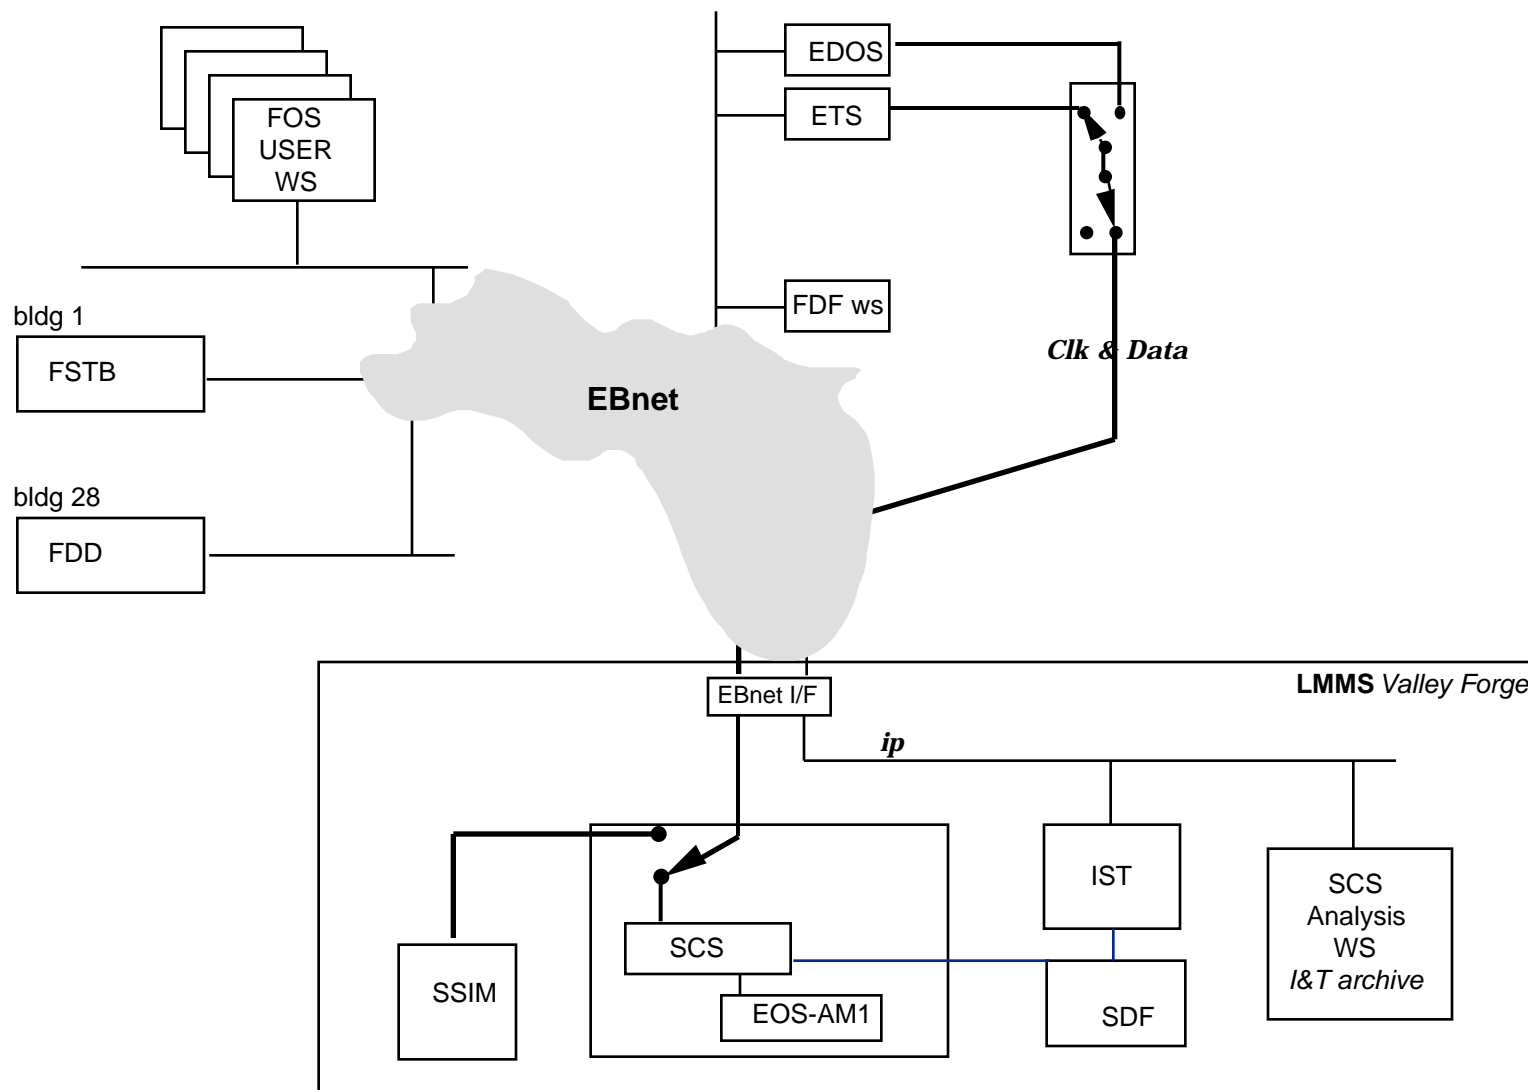 FOS
USER
WS
EDOS
ETS
FDF ws
bldg 1
FSTB
Clk & Data
EBnet
bldg 28
FDD
LMMS Valley Forge
EBnet I/F
ip
IST
SCS
Analysis
WS
I&T archive
SCS
SSIM
EOS-AM1
SDF